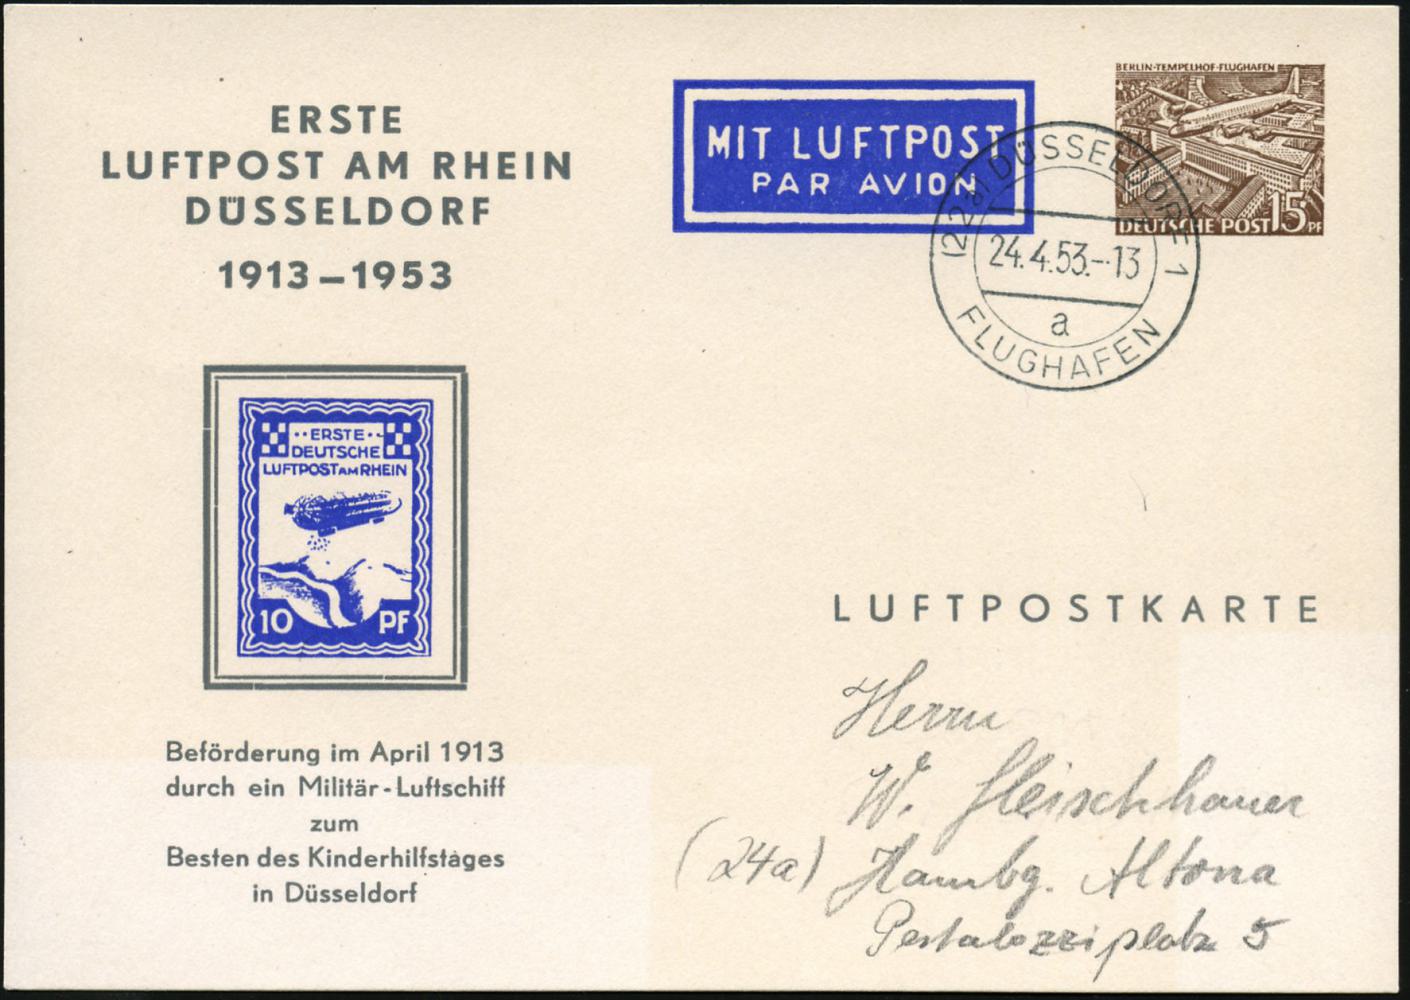 ERSTE
LUFTPOST AM RHEIN
DÜSSELDORF
1913 – 1953
MIT LUFTPOST
PAR AVION
BERLIN-TEMPELHOF-FLUGHAFEN
DEUTSCHE POST 15 PF
(22a) DÜSSELDORF 1
24.4.53.-13
a
FLUGHAFEN
··ERSTE··
DEUTSCHE
LUFTPOST AM RHEIN
10 PF
Beförderung im April 1913
durch ein Militär-Luftschiff
zum
Besten des Kinderhilfstages
in Düsseldorf
LUFTPOSTKARTE
Herrn
W. Fleischhauer
(24a) Hambg. Altona
Pestalozziplatz 5